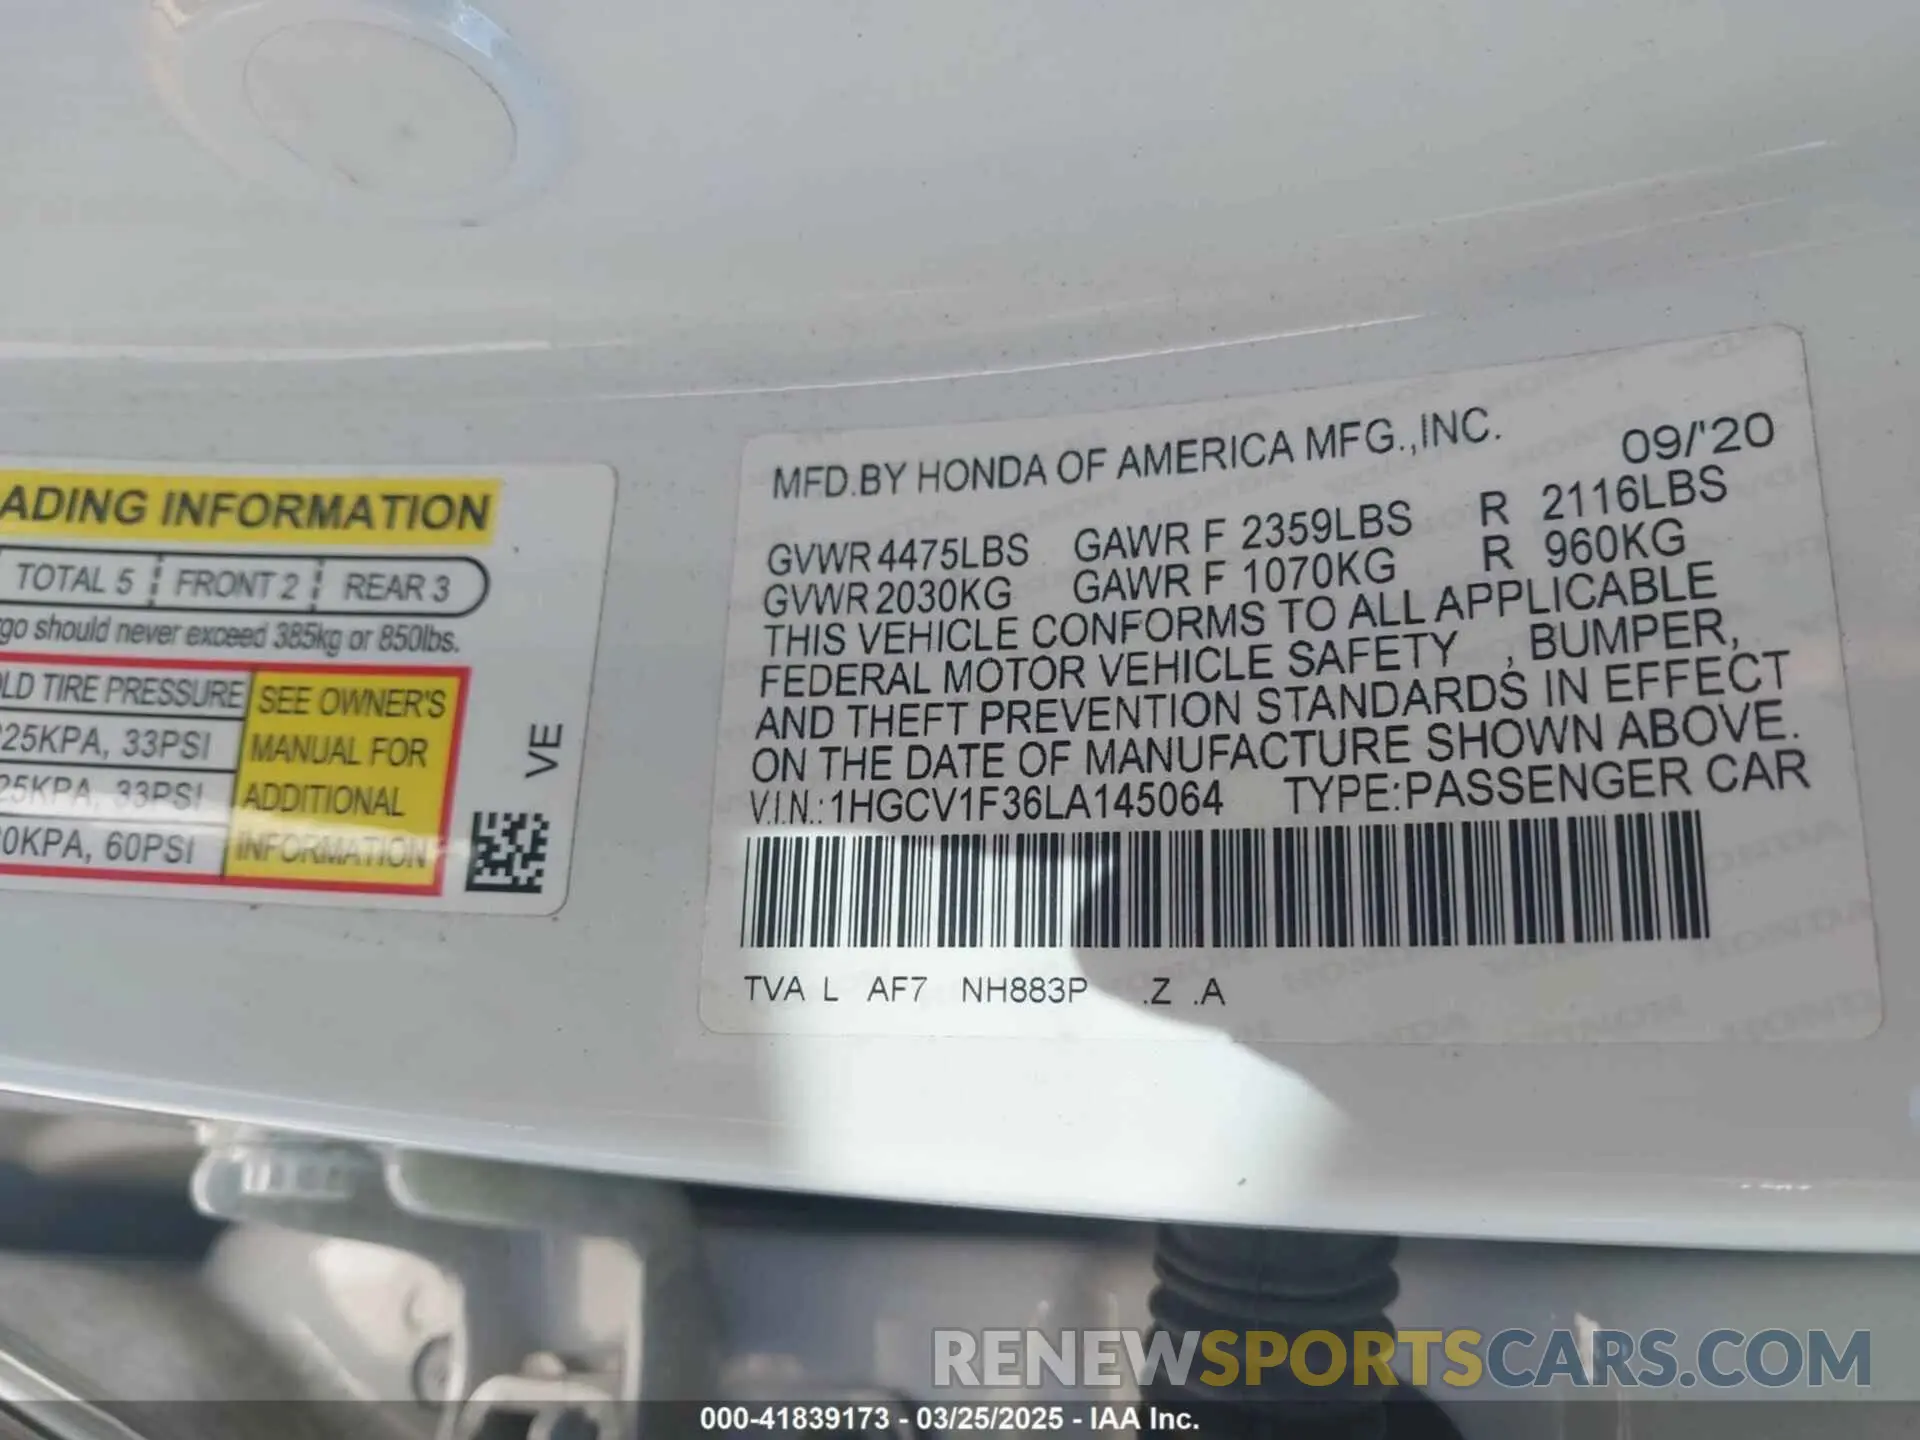 ADING INFORMATION
TOTAL 5 FRONT 2 REAR 3
should never exceed 385kg or 850lbs.
TIRE PRESSURE
25KPA, 33PSI
25KPA, 33PSI
0KPA, 60PSI
SEE OWNER'S
MANUAL FOR
ADDITIONAL
INFORMATION
VE
MFD.BY HONDA OF AMERICA MFG.,INC. 09/'20
GVWR 4475LBS GAWR F 2359LBS R 2116LBS
GVWR 2030KG GAWR F 1070KG R 960KG
THIS VEHICLE CONFORMS TO ALL APPLICABLE
FEDERAL MOTOR VEHICLE SAFETY , BUMPER,
AND THEFT PREVENTION STANDARDS IN EFFECT
ON THE DATE OF MANUFACTURE SHOWN ABOVE.
V.I.N.: 1HGCV1F36LA145064 TYPE:PASSENGER CAR
TVA L AF7 NH883P .Z .A
RENEWSPORTSCARS.COM
000-41839173 - 03/25/2025 - IAA Inc.